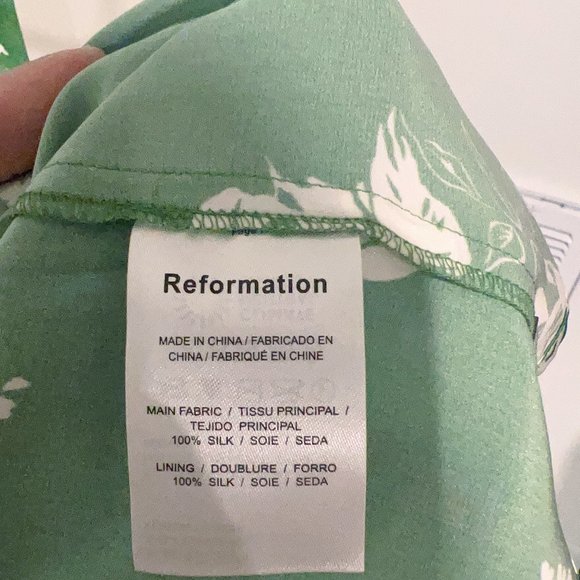 Reformation
MADE IN CHINA / FABRICADO EN
CHINA / FABRIQUÉ EN CHINE
MAIN FABRIC / TISSU PRINCIPAL /
TEJIDO PRINCIPAL
100% SILK / SOIE / SEDA
LINING / DOUBLURE / FORRO
100% SILK / SOIE / SEDA